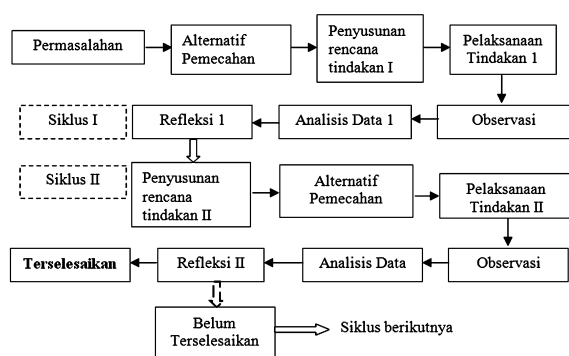 Permasalahan
Alternatif
Pemecahan
Penyusunan
rencana
tindakan I
Pelaksanaan
Tindakan 1
Siklus I
Refleksi 1
Analisis Data 1
Observasi
Siklus II
Penyusunan
rencana
tindakan II
Alternatif
Pemecahan
Pelaksanaan
Tindakan II
Terselesaikan
Refleksi II
Analisis Data
Observasi
Belum
Terselesaikan
Siklus berikutnya